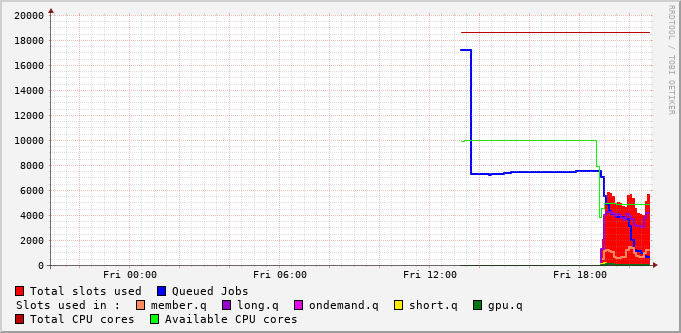 20000
18000
16000
14000
12000
10000
8000
6000
4000
2000
0
Fri 00:00 Fri 06:00 Fri 12:00 Fri 18:00
Total slots used Queued Jobs
Slots used in : member.q long.q ondemand.q short.q gpu.q
Total CPU cores Available CPU cores
RRDTOOL / TOBI OETIKER